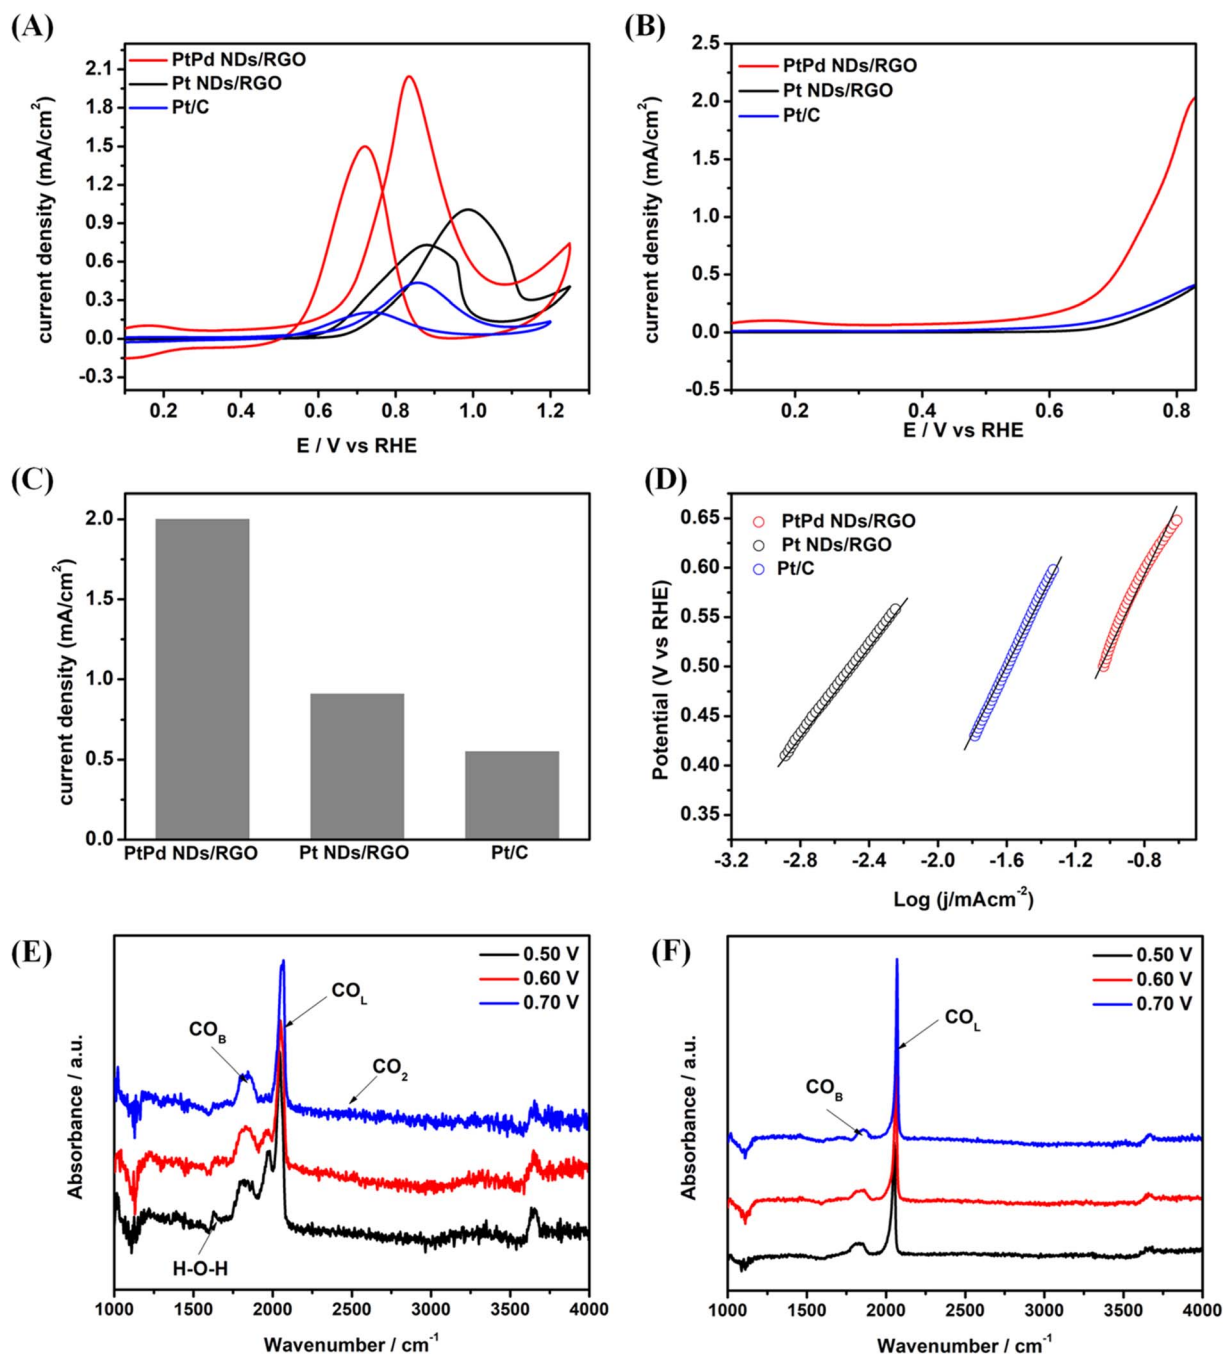 (A)
PtPd NDs/RGO
Pt NDs/RGO
Pt/C
current density (mA/cm²)
2.1
1.8
1.5
1.2
0.9
0.6
0.3
0.0
-0.3
0.2 0.4 0.6 0.8 1.0 1.2
E / V vs RHE
(B)
PtPd NDs/RGO
Pt NDs/RGO
Pt/C
current density (mA/cm²)
2.5
2.0
1.5
1.0
0.5
0.0
-0.5
0.2 0.4 0.6 0.8
E / V vs RHE
(C)
current density (mA/cm²)
2.0
1.5
1.0
0.5
0.0
PtPd NDs/RGO Pt NDs/RGO Pt/C
(D)
PtPd NDs/RGO
Pt NDs/RGO
Pt/C
Potential (V vs RHE)
0.65
0.60
0.55
0.50
0.45
0.40
0.35
-3.2 -2.8 -2.4 -2.0 -1.6 -1.2 -0.8
Log (j/mAcm⁻²)
(E)
0.50 V
0.60 V
0.70 V
CO_L
CO_B
CO₂
H-O-H
Absorbance / a.u.
1000 1500 2000 2500 3000 3500 4000
Wavenumber / cm⁻¹
(F)
0.50 V
0.60 V
0.70 V
CO_L
CO_B
Absorbance / a.u.
1000 1500 2000 2500 3000 3500 4000
Wavenumber / cm⁻¹